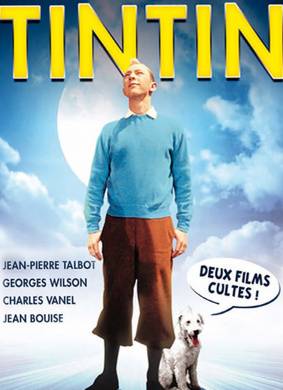 TINTIN
JEAN-PIERRE TALBOT
GEORGES WILSON
CHARLES VANEL
JEAN BOUISE
DEUX FILMS
CULTES !